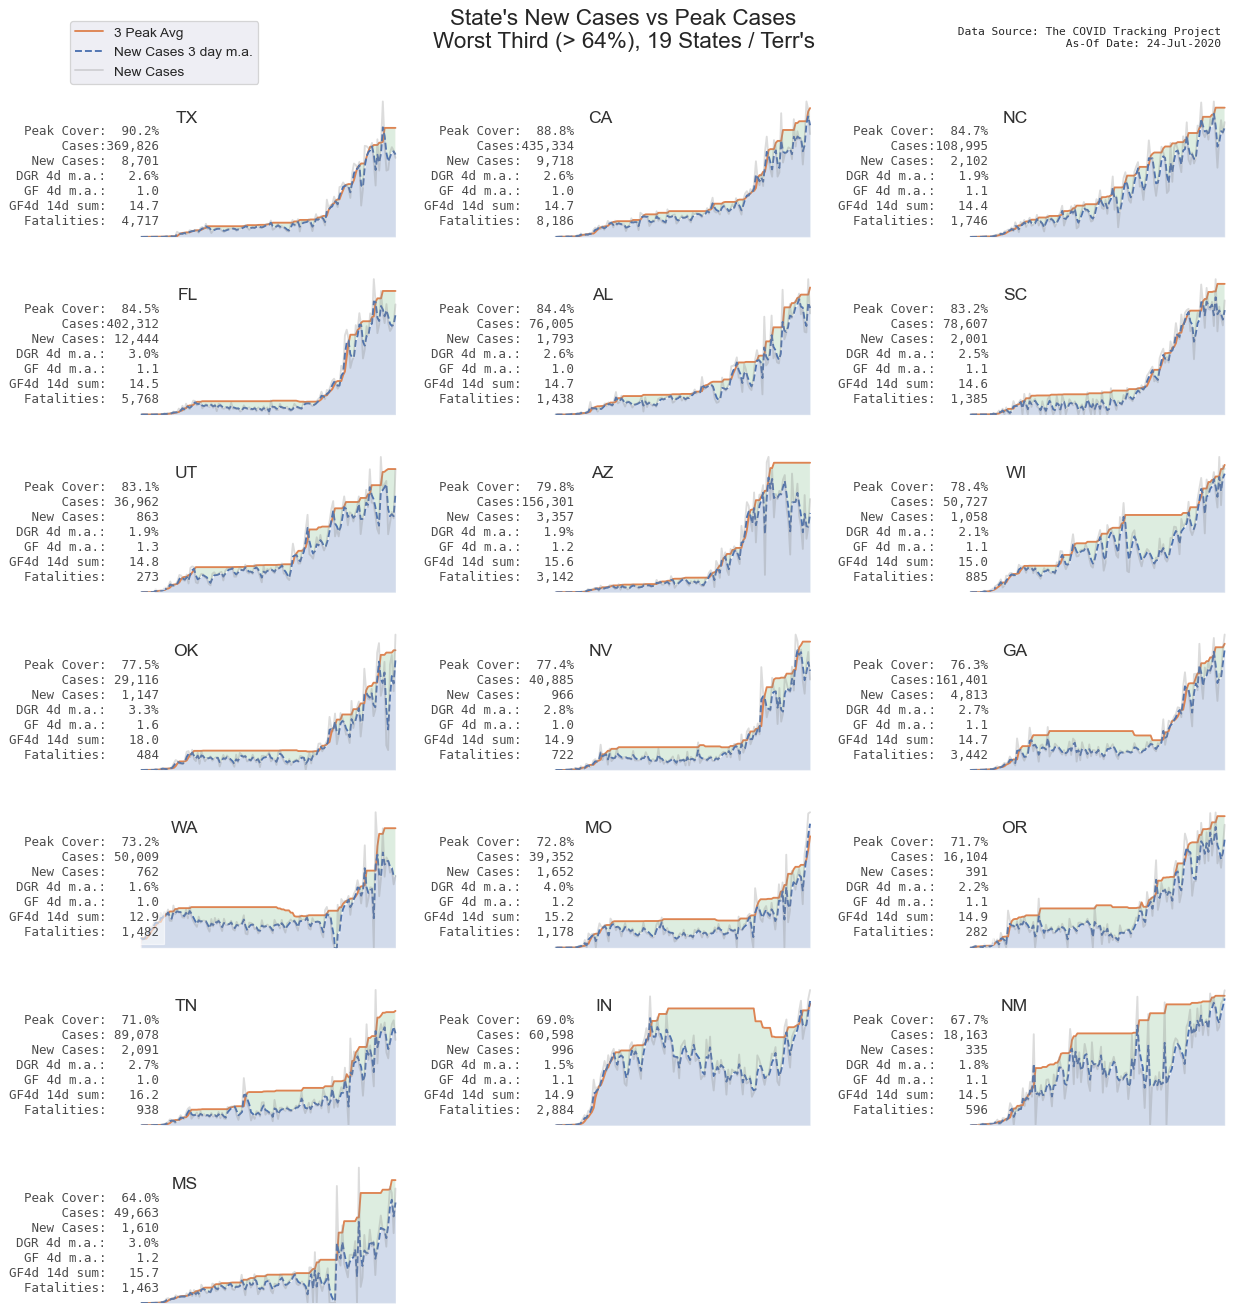 State's New Cases vs Peak Cases
Worst Third (> 64%), 19 States / Terr's
3 Peak Avg
New Cases 3 day m.a.
New Cases
Data Source: The COVID Tracking Project
As-Of Date: 24-Jul-2020
TX
Peak Cover: 90.2%
Cases:369,826
New Cases: 8,701
DGR 4d m.a.: 2.6%
GF 4d m.a.: 1.0
GF4d 14d sum: 14.7
Fatalities: 4,717
CA
Peak Cover: 88.8%
Cases:435,334
New Cases: 9,718
DGR 4d m.a.: 2.6%
GF 4d m.a.: 1.0
GF4d 14d sum: 14.7
Fatalities: 8,186
NC
Peak Cover: 84.7%
Cases:108,995
New Cases: 2,102
DGR 4d m.a.: 1.9%
GF 4d m.a.: 1.1
GF4d 14d sum: 14.4
Fatalities: 1,746
FL
Peak Cover: 84.5%
Cases:402,312
New Cases: 12,444
DGR 4d m.a.: 3.0%
GF 4d m.a.: 1.1
GF4d 14d sum: 14.5
Fatalities: 5,768
AL
Peak Cover: 84.4%
Cases: 76,005
New Cases: 1,793
DGR 4d m.a.: 2.6%
GF 4d m.a.: 1.0
GF4d 14d sum: 14.7
Fatalities: 1,438
SC
Peak Cover: 83.2%
Cases: 78,607
New Cases: 2,001
DGR 4d m.a.: 2.5%
GF 4d m.a.: 1.1
GF4d 14d sum: 14.6
Fatalities: 1,385
UT
Peak Cover: 83.1%
Cases: 36,962
New Cases: 863
DGR 4d m.a.: 1.9%
GF 4d m.a.: 1.3
GF4d 14d sum: 14.8
Fatalities: 273
AZ
Peak Cover: 79.8%
Cases:156,301
New Cases: 3,357
DGR 4d m.a.: 1.9%
GF 4d m.a.: 1.2
GF4d 14d sum: 15.6
Fatalities: 3,142
WI
Peak Cover: 78.4%
Cases: 50,727
New Cases: 1,058
DGR 4d m.a.: 2.1%
GF 4d m.a.: 1.1
GF4d 14d sum: 15.0
Fatalities: 885
OK
Peak Cover: 77.5%
Cases: 29,116
New Cases: 1,147
DGR 4d m.a.: 3.3%
GF 4d m.a.: 1.6
GF4d 14d sum: 18.0
Fatalities: 484
NV
Peak Cover: 77.4%
Cases: 40,885
New Cases: 966
DGR 4d m.a.: 2.8%
GF 4d m.a.: 1.0
GF4d 14d sum: 14.9
Fatalities: 722
GA
Peak Cover: 76.3%
Cases:161,401
New Cases: 4,813
DGR 4d m.a.: 2.7%
GF 4d m.a.: 1.1
GF4d 14d sum: 14.7
Fatalities: 3,442
WA
Peak Cover: 73.2%
Cases: 50,009
New Cases: 762
DGR 4d m.a.: 1.6%
GF 4d m.a.: 1.0
GF4d 14d sum: 12.9
Fatalities: 1,482
MO
Peak Cover: 72.8%
Cases: 39,352
New Cases: 1,652
DGR 4d m.a.: 4.0%
GF 4d m.a.: 1.2
GF4d 14d sum: 15.2
Fatalities: 1,178
OR
Peak Cover: 71.7%
Cases: 16,104
New Cases: 391
DGR 4d m.a.: 2.2%
GF 4d m.a.: 1.1
GF4d 14d sum: 14.9
Fatalities: 282
TN
Peak Cover: 71.0%
Cases: 89,078
New Cases: 2,091
DGR 4d m.a.: 2.7%
GF 4d m.a.: 1.0
GF4d 14d sum: 16.2
Fatalities: 938
IN
Peak Cover: 69.0%
Cases: 60,598
New Cases: 996
DGR 4d m.a.: 1.5%
GF 4d m.a.: 1.1
GF4d 14d sum: 14.9
Fatalities: 2,884
NM
Peak Cover: 67.7%
Cases: 18,163
New Cases: 335
DGR 4d m.a.: 1.8%
GF 4d m.a.: 1.1
GF4d 14d sum: 14.5
Fatalities: 596
MS
Peak Cover: 64.0%
Cases: 49,663
New Cases: 1,610
DGR 4d m.a.: 3.0%
GF 4d m.a.: 1.2
GF4d 14d sum: 15.7
Fatalities: 1,463